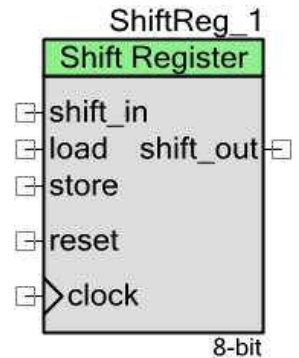 ShiftReg_1
Shift Register
shift_in
load shift_out
store
reset
clock
8-bit